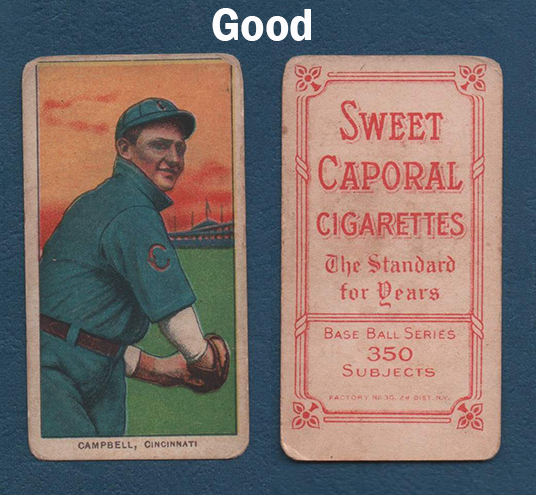 Good
CAMPBELL, CINCINNATI
C
SWEET
CAPORAL
CIGARETTES
The Standard
for Years
BASE BALL SERIES
350
SUBJECTS
FACTORY NO 30, 2d DIST. N.Y.